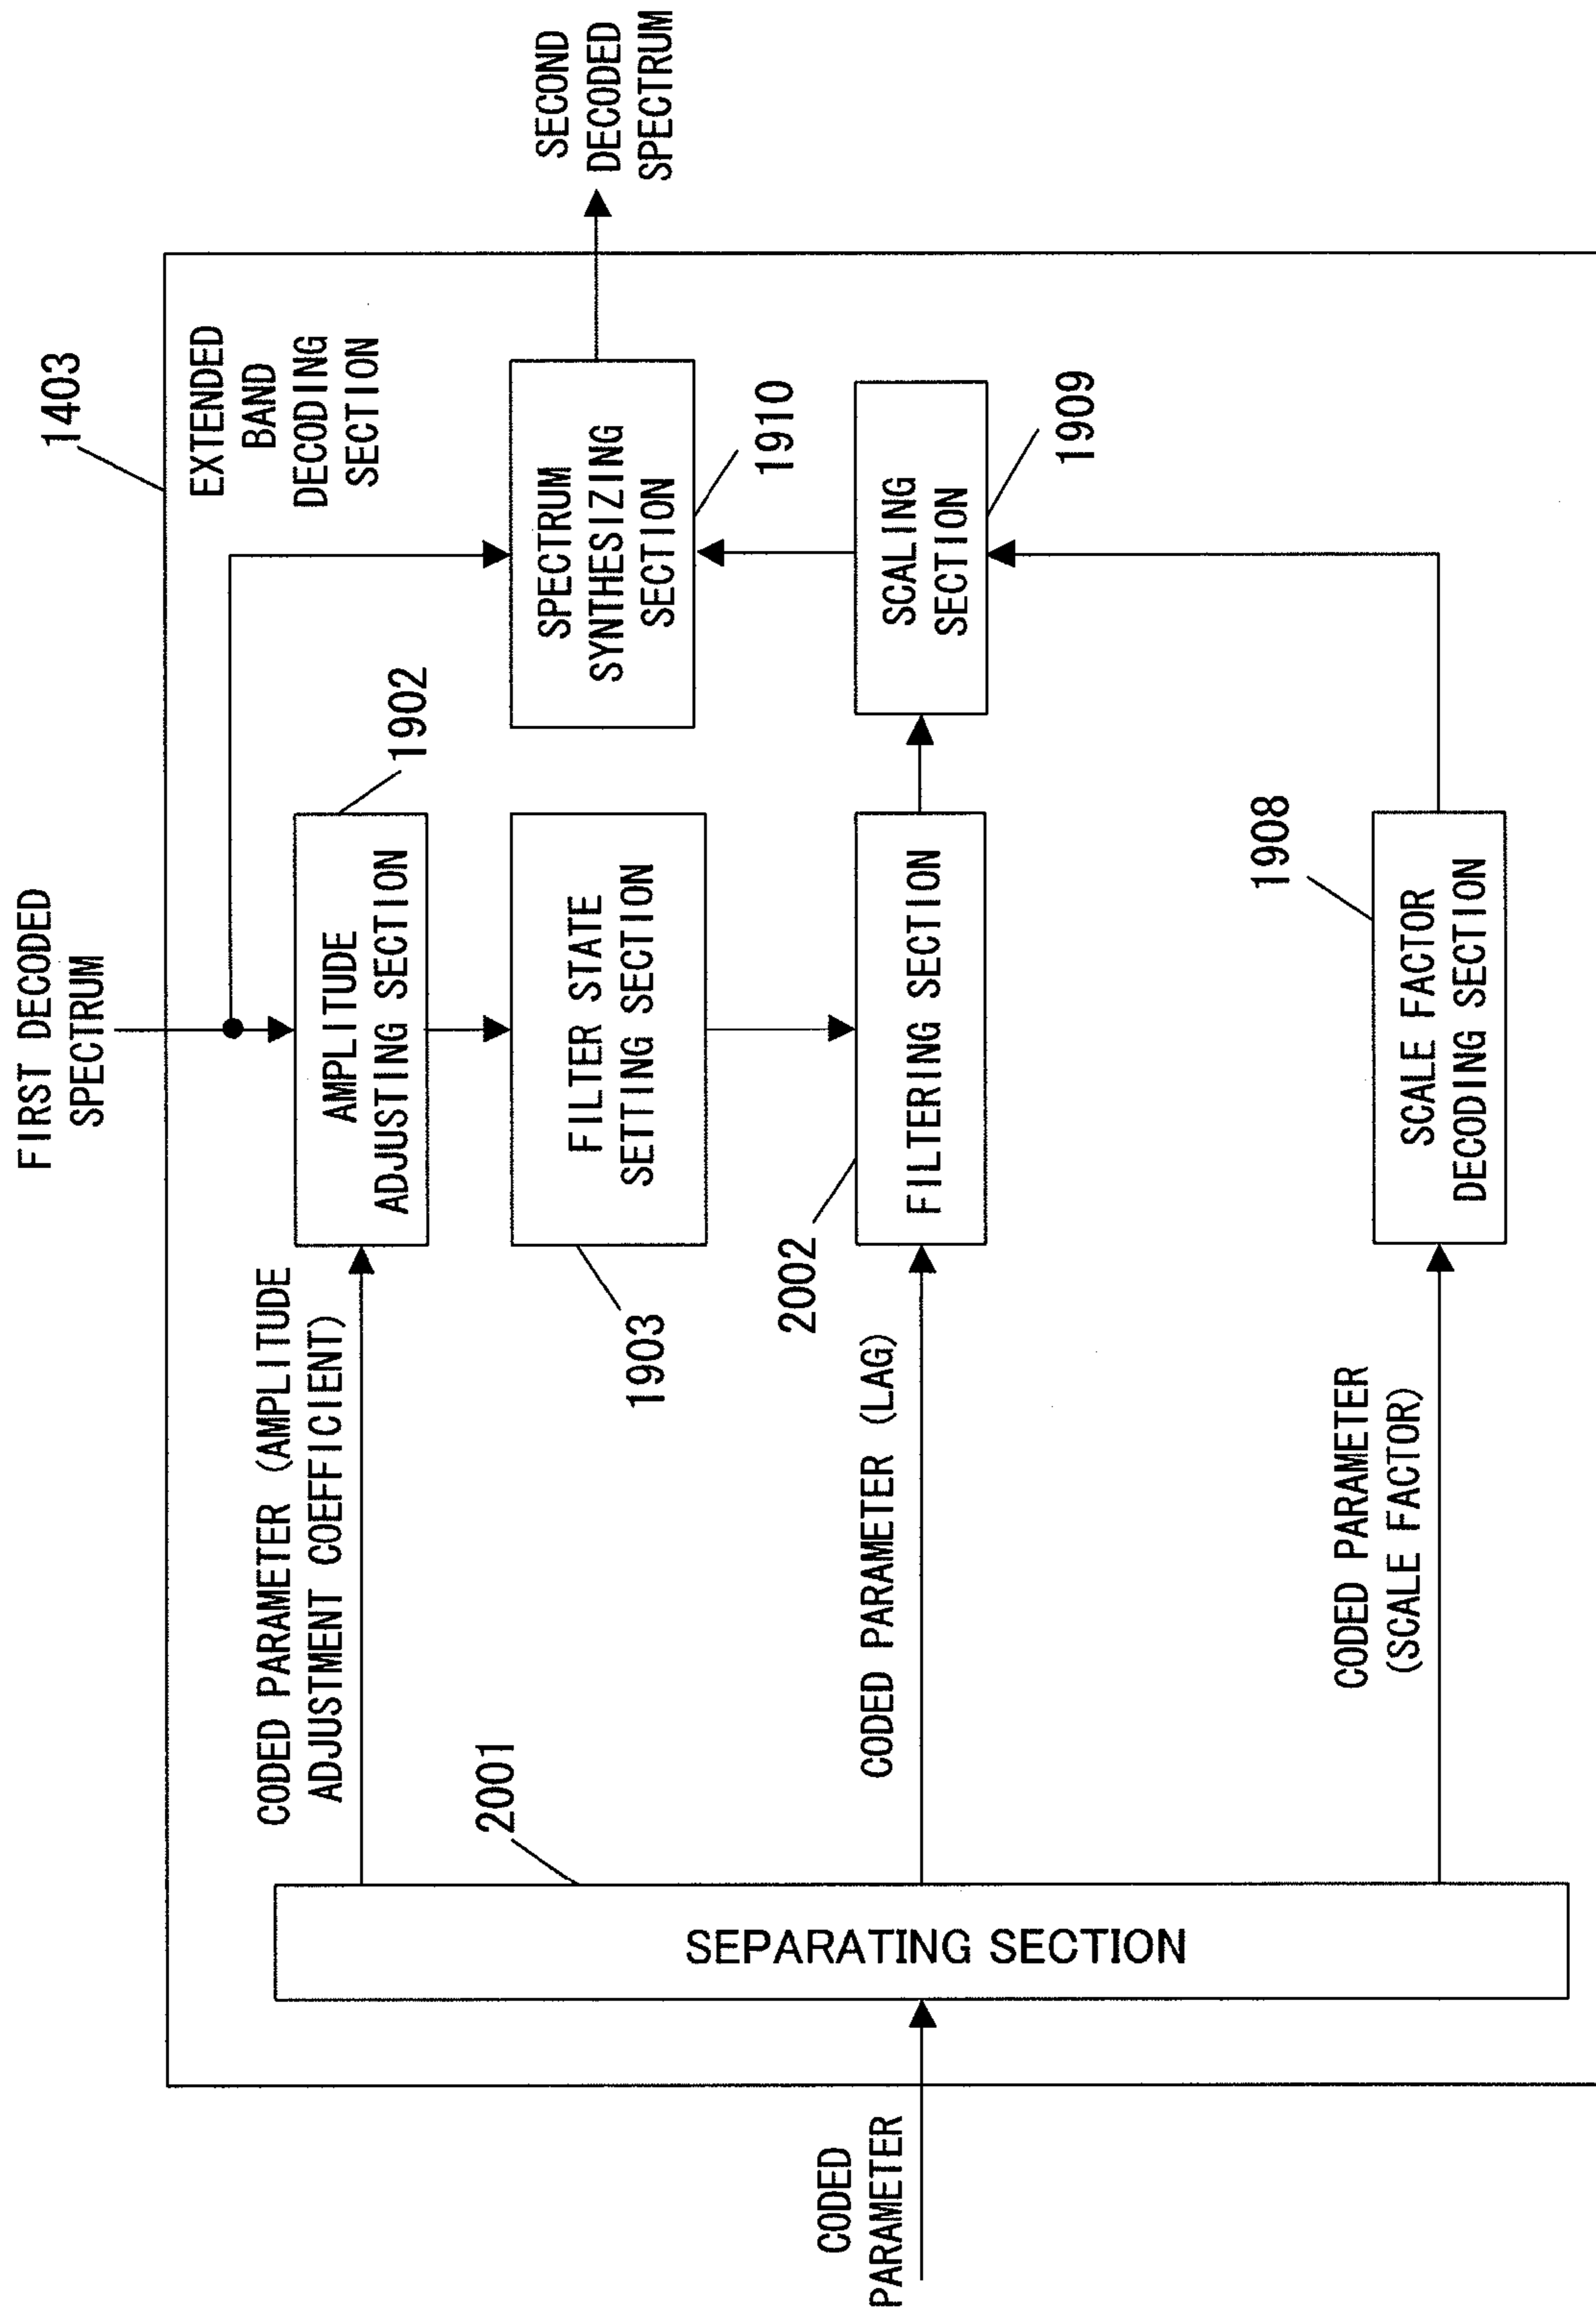 1403
EXTENDED
BAND
DECODING
SECTION
FIRST DECODED
SPECTRUM
CODED PARAMETER (AMPLITUDE
ADJUSTMENT COEFFICIENT)
AMPLITUDE
ADJUSTING SECTION
1902
SECOND
DECODED
SPECTRUM
FILTER STATE
SETTING SECTION
1903
SPECTRUM
SYNTHESIZING
SECTION
1910
2001
SEPARATING SECTION
CODED
PARAMETER
CODED PARAMETER (LAG)
2002
FILTERING SECTION
SCALING
SECTION
1909
CODED PARAMETER
(SCALE FACTOR)
1908
SCALE FACTOR
DECODING SECTION